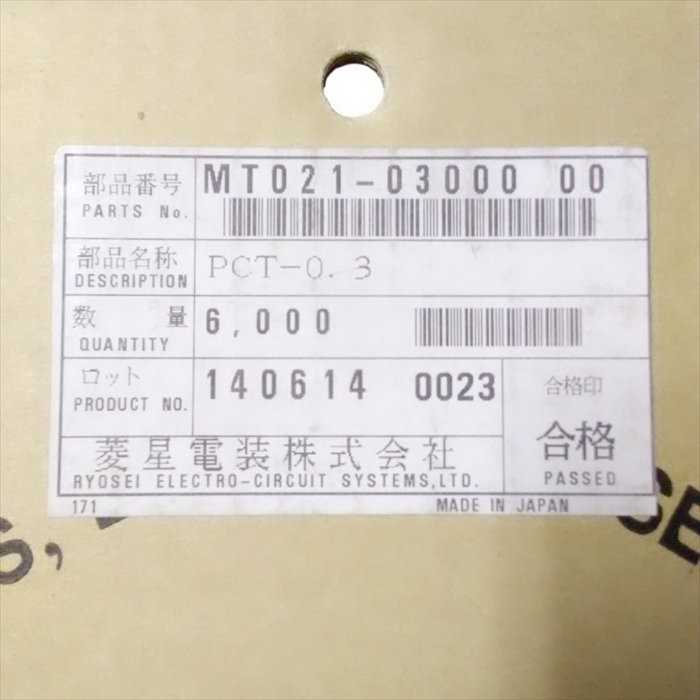 部品番号 MT021-03000 00
PARTS No.
部品名称 PCT-0.3
DESCRIPTION
数 量 6,000
QUANTITY
ロット 140614 0023 合格印
PRODUCT NO.
合格
菱星電装株式会社
RYOSEI ELECTRO-CIRCUIT SYSTEMS,LTD. PASSED
171 MADE IN JAPAN
S,
SE